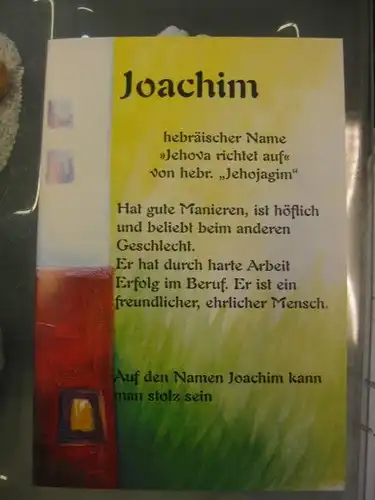 Joachim
hebräischer Name
»Jehova richtet auf«
von hebr. „Jehojagim“
Hat gute Manieren, ist höflich
und beliebt beim anderen
Geschlecht.
Er hat durch harte Arbeit
Erfolg im Beruf. Er ist ein
freundlicher, ehrlicher Mensch.
Auf den Namen Joachim kann
man stolz sein